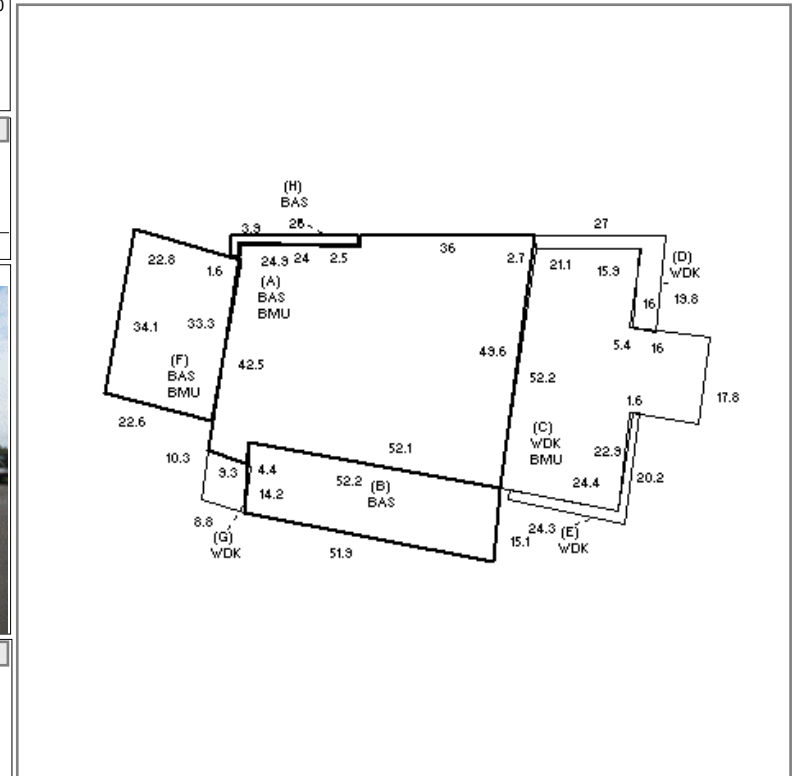 (H)
BAS
3.9 26
27
22.8
1.6
24.9 24 2.5
36
2.7
21.1
15.9
(D)
WDK
19.8
(A)
BAS
BMU
16
34.1
33.3
42.5
49.6
5.4
16
(F)
BAS
BMU
52.2
1.6
17.8
22.6
(C)
WDK
BMU
22.9
10.3
9.3
4.4
52.1
52.2
(B)
BAS
14.2
24.4
20.2
8.8
(G)
WDK
51.9
15.1
24.3
(E)
WDK